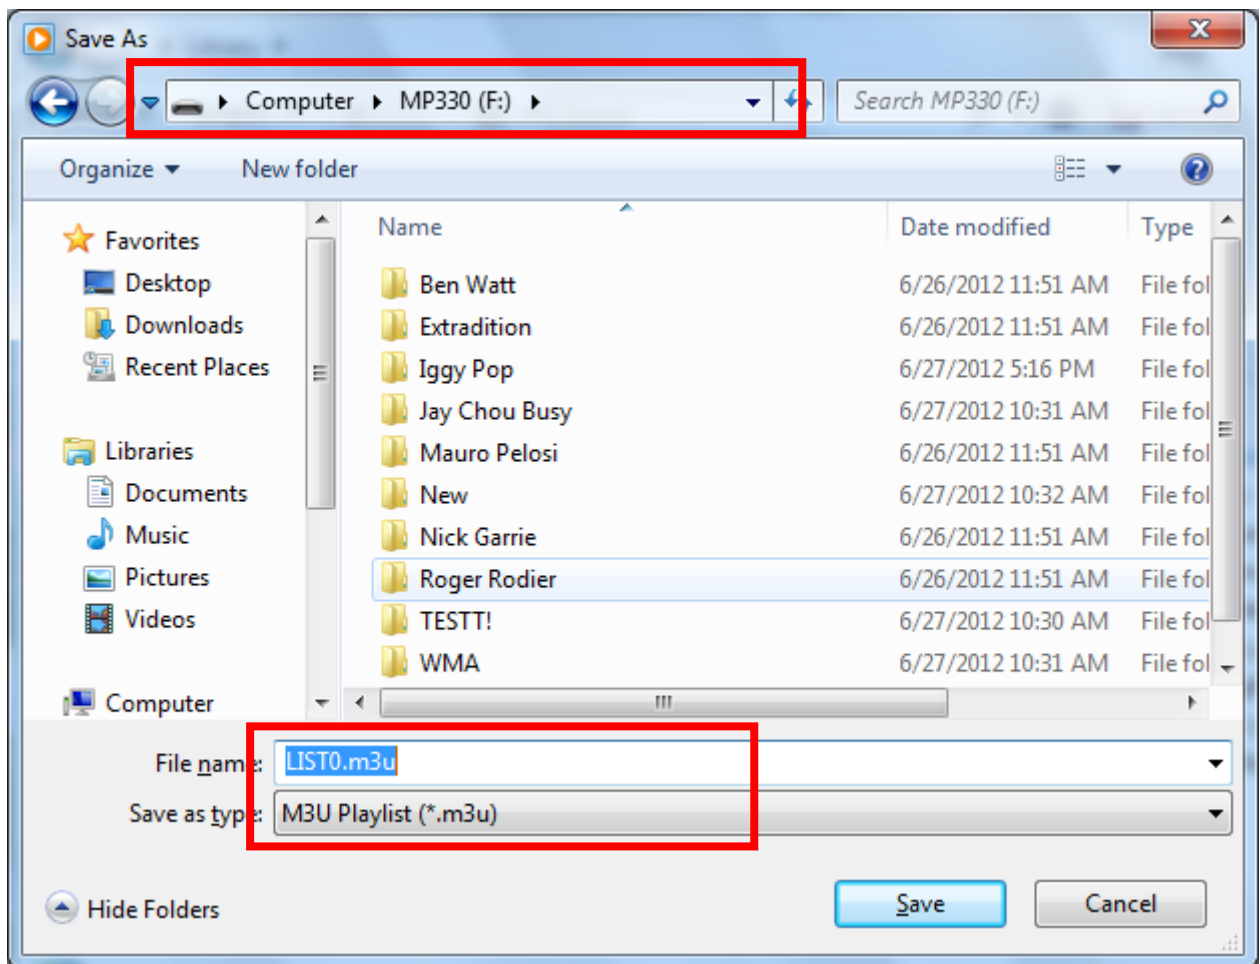 Save As
Computer MP330 (F:)
Search MP330 (F:)
Organize New folder
Name Date modified Type
Favorites
Desktop
Downloads
Recent Places
Libraries
Documents
Music
Pictures
Videos
Computer
Ben Watt 6/26/2012 11:51 AM File fol
Extradition 6/26/2012 11:51 AM File fol
Iggy Pop 6/27/2012 5:16 PM File fol
Jay Chou Busy 6/27/2012 10:31 AM File fol
Mauro Pelosi 6/26/2012 11:51 AM File fol
New 6/27/2012 10:32 AM File fol
Nick Garrie 6/26/2012 11:51 AM File fol
Roger Rodier 6/26/2012 11:51 AM File fol
TESTT! 6/27/2012 10:30 AM File fol
WMA 6/27/2012 10:31 AM File fol
File name: LIST0.m3u
Save as type: M3U Playlist (*.m3u)
Hide Folders Save Cancel